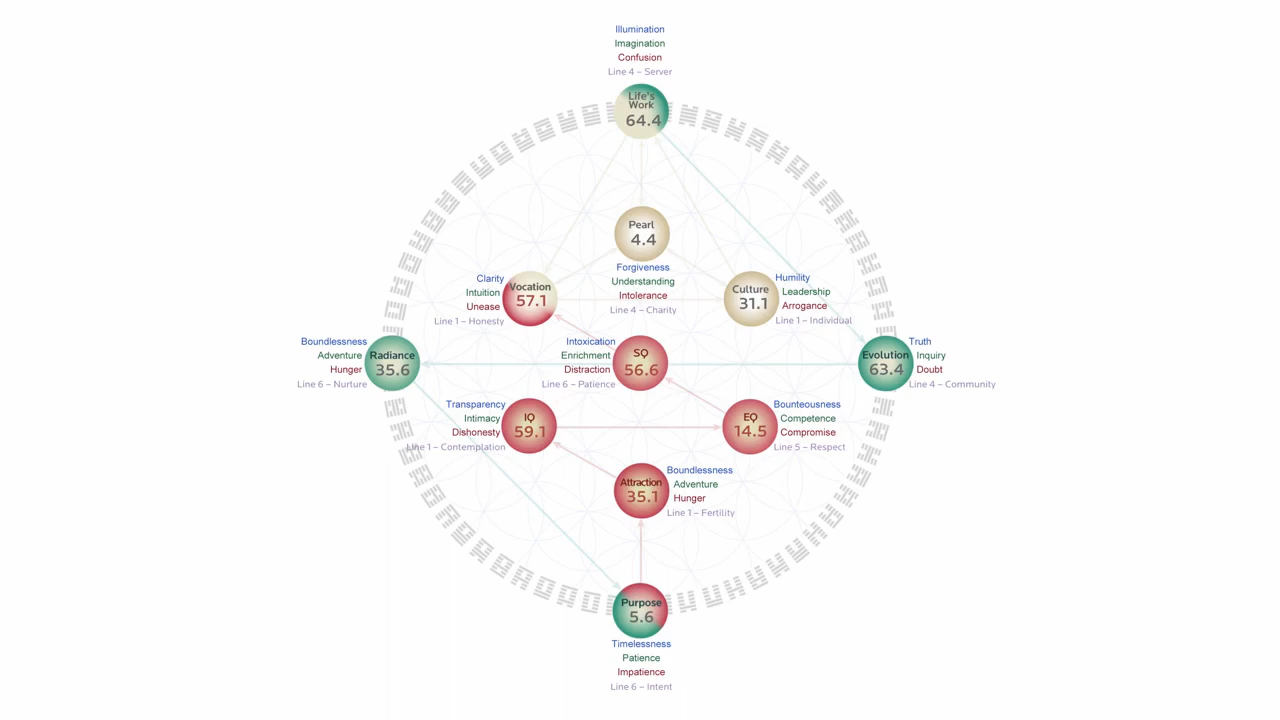 Illumination
Imagination
Confusion
Line 4 – Server
Life's
Work
64.4
Pearl
4.4
Forgiveness
Understanding
Intolerance
Line 4 – Charity
Clarity
Intuition
Unease
Line 1 – Honesty
Vocation
57.1
Culture
31.1
Humility
Leadership
Arrogance
Line 1 – Individual
Boundlessness
Adventure
Hunger
Line 6 – Nurture
Radiance
35.6
Intoxication
Enrichment
Distraction
Line 6 – Patience
SQ
56.6
Evolution
63.4
Truth
Inquiry
Doubt
Line 4 – Community
Transparency
Intimacy
Dishonesty
Line 1 – Contemplation
IQ
59.1
EQ
14.5
Bounteousness
Competence
Compromise
Line 5 – Respect
Attraction
35.1
Boundlessness
Adventure
Hunger
Line 1 – Fertility
Purpose
5.6
Timelessness
Patience
Impatience
Line 6 – Intent